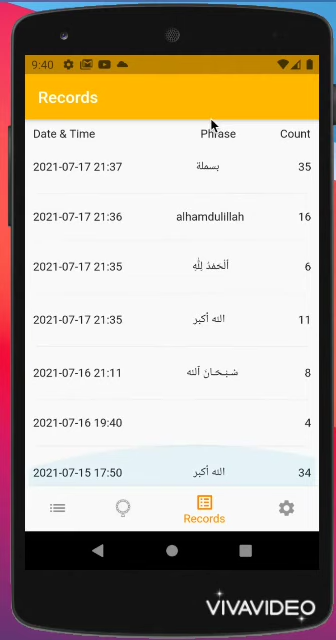 9:40
Records
Date & Time Phrase Count
2021-07-17 21:37 بسملة 35
2021-07-17 21:36 alhamdulillah 16
2021-07-17 21:35 الْحَمْدُ لِلّٰهِ 6
2021-07-17 21:35 الله أكبر 11
2021-07-16 21:11 سُبْحَانَ ٱلله 8
2021-07-16 19:40 4
2021-07-15 17:50 الله أكبر 34
Records
VIVAVIDEO